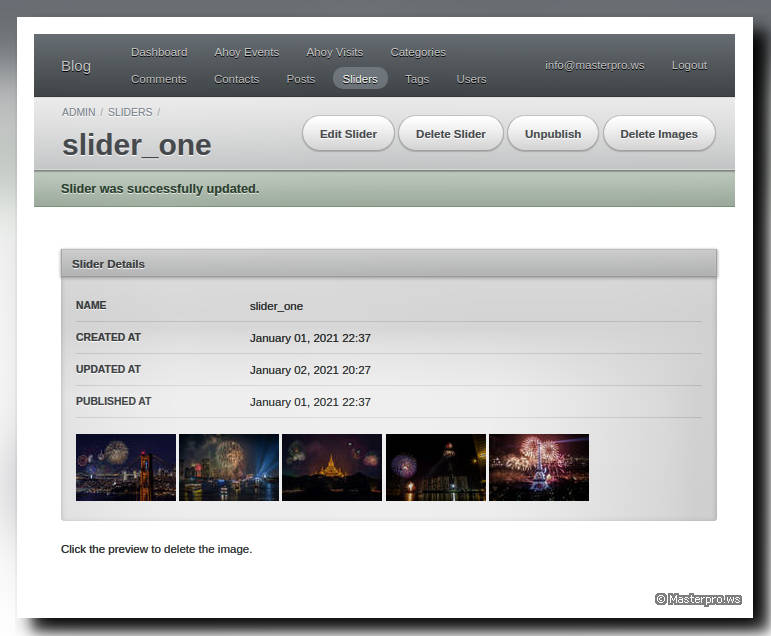 Blog
Dashboard Ahoy Events Ahoy Visits Categories
Comments Contacts Posts Sliders Tags Users
info@masterpro.ws Logout
ADMIN / SLIDERS /
slider_one
Edit Slider Delete Slider Unpublish Delete Images
Slider was successfully updated.
Slider Details
NAME slider_one
CREATED AT January 01, 2021 22:37
UPDATED AT January 02, 2021 20:27
PUBLISHED AT January 01, 2021 22:37
Click the preview to delete the image.
© Masterpro.ws